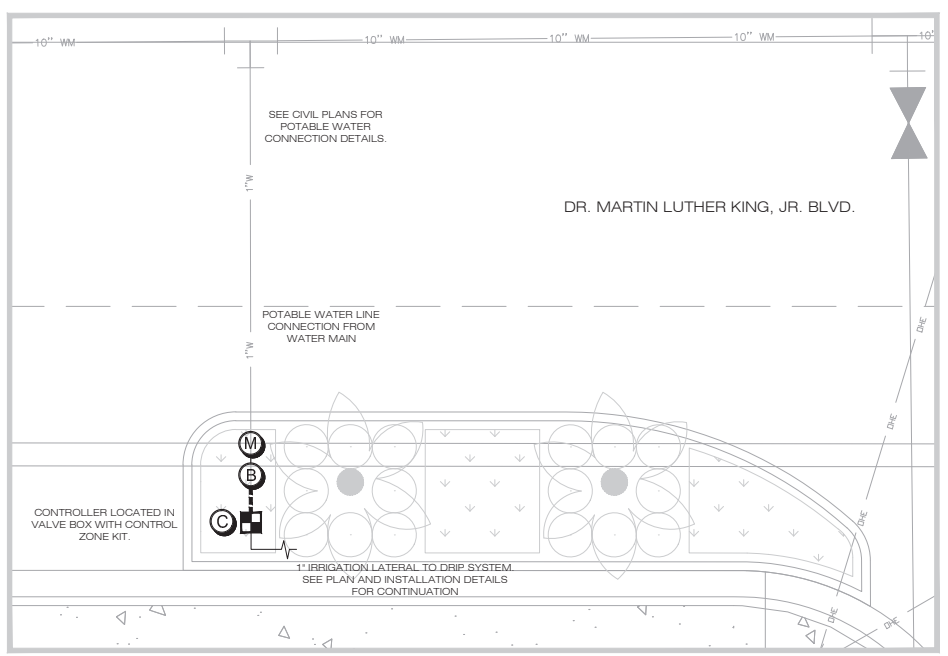 10" WM
10" WM
10" WM
10" WM
10'
SEE CIVIL PLANS FOR
POTABLE WATER
CONNECTION DETAILS.
1"W
DR. MARTIN LUTHER KING, JR. BLVD.
POTABLE WATER LINE
CONNECTION FROM
WATER MAIN
1"W
OHE
OHE
M
B
C
CONTROLLER LOCATED IN
VALVE BOX WITH CONTROL
ZONE KIT.
OHE
1" IRRIGATION LATERAL TO DRIP SYSTEM.
SEE PLAN AND INSTALLATION DETAILS
FOR CONTINUATION
OHE
OHE